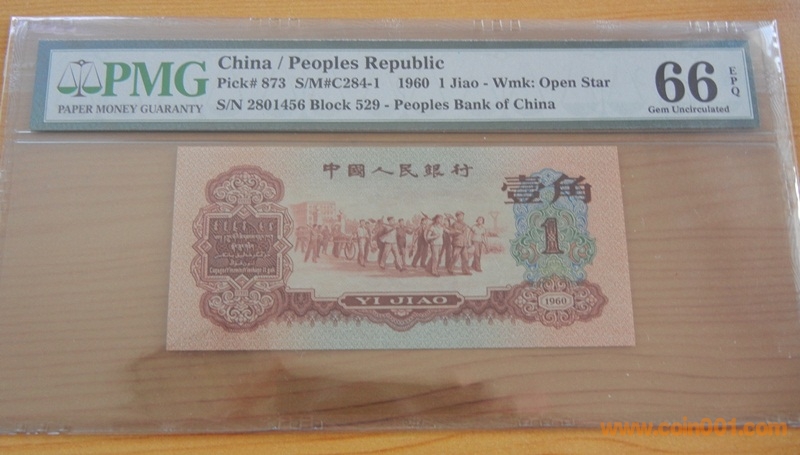 PMG
PAPER MONEY GUARANTY
China / Peoples Republic
Pick# 873 S/M#C284-1 1960 1 Jiao - Wmk: Open Star
S/N 2801456 Block 529 - Peoples Bank of China
66 EPQ
Gem Uncirculated
中國人民銀行
壹角
1
YI JIAO
1960
www.coin001.com